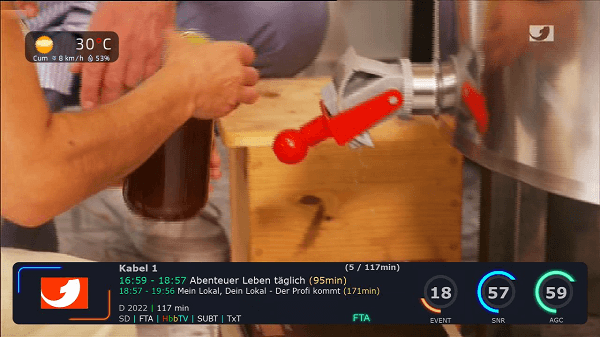 30°C
Cum 8 km/h 53%
Kabel 1 (5 / 117min)
16:59 - 18:57 Abenteuer Leben täglich (95min)
18:57 - 19:56 Mein Lokal, Dein Lokal - Der Profi kommt (171min)
D 2022 | 117 min
SD | FTA | HbbTV | SUBT | TxT
FTA
18
EVENT
57
SNR
59
AGC